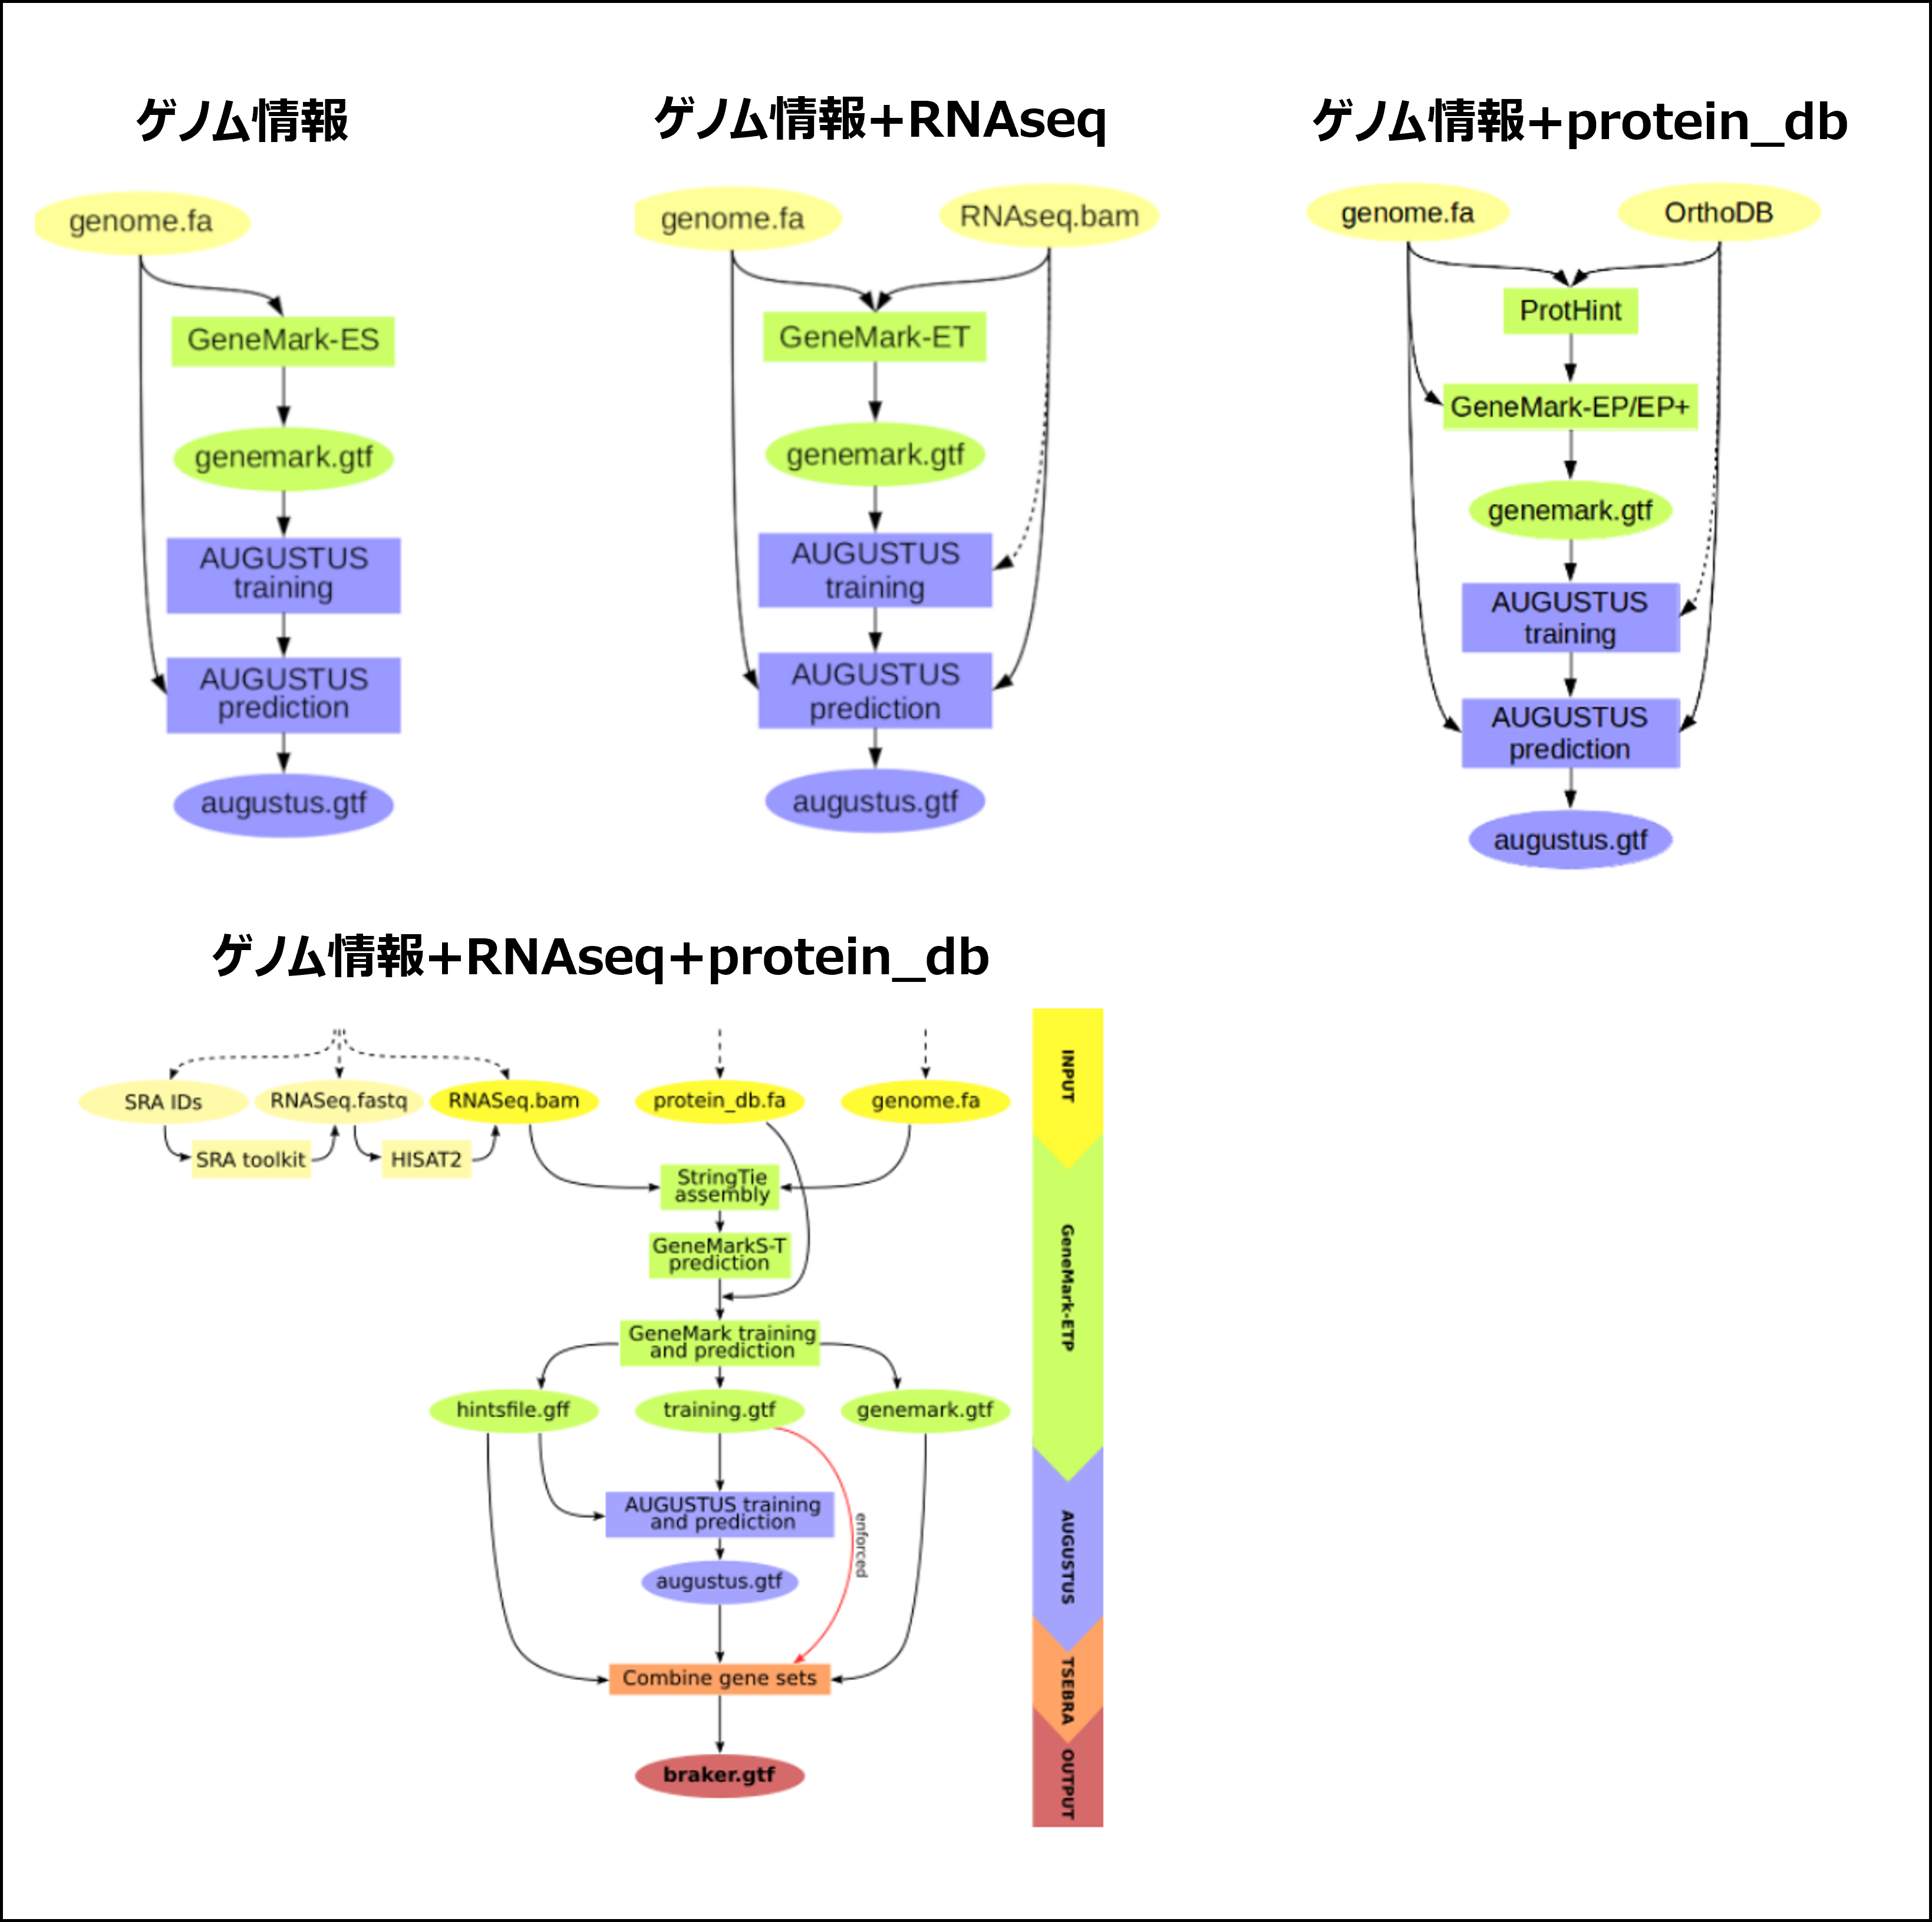 ゲノム情報
genome.fa
GeneMark-ES
genemark.gtf
AUGUSTUS
training
AUGUSTUS
prediction
augustus.gtf
ゲノム情報+RNAseq
genome.fa
RNAseq.bam
GeneMark-ET
genemark.gtf
AUGUSTUS
training
AUGUSTUS
prediction
augustus.gtf
ゲノム情報+protein_db
genome.fa
OrthoDB
ProtHint
GeneMark-EP/EP+
genemark.gtf
AUGUSTUS
training
AUGUSTUS
prediction
augustus.gtf
ゲノム情報+RNAseq+protein_db
SRA IDs
RNASeq.fastq
RNASeq.bam
protein_db.fa
genome.fa
SRA toolkit
HISAT2
StringTie
assembly
GeneMarkS-T
prediction
GeneMark training
and prediction
hintsfile.gff
training.gtf
genemark.gtf
AUGUSTUS training
and prediction
enforced
augustus.gtf
Combine gene sets
braker.gtf
INPUT
GeneMark-ETP
AUGUSTUS
TSEBRA
OUTPUT